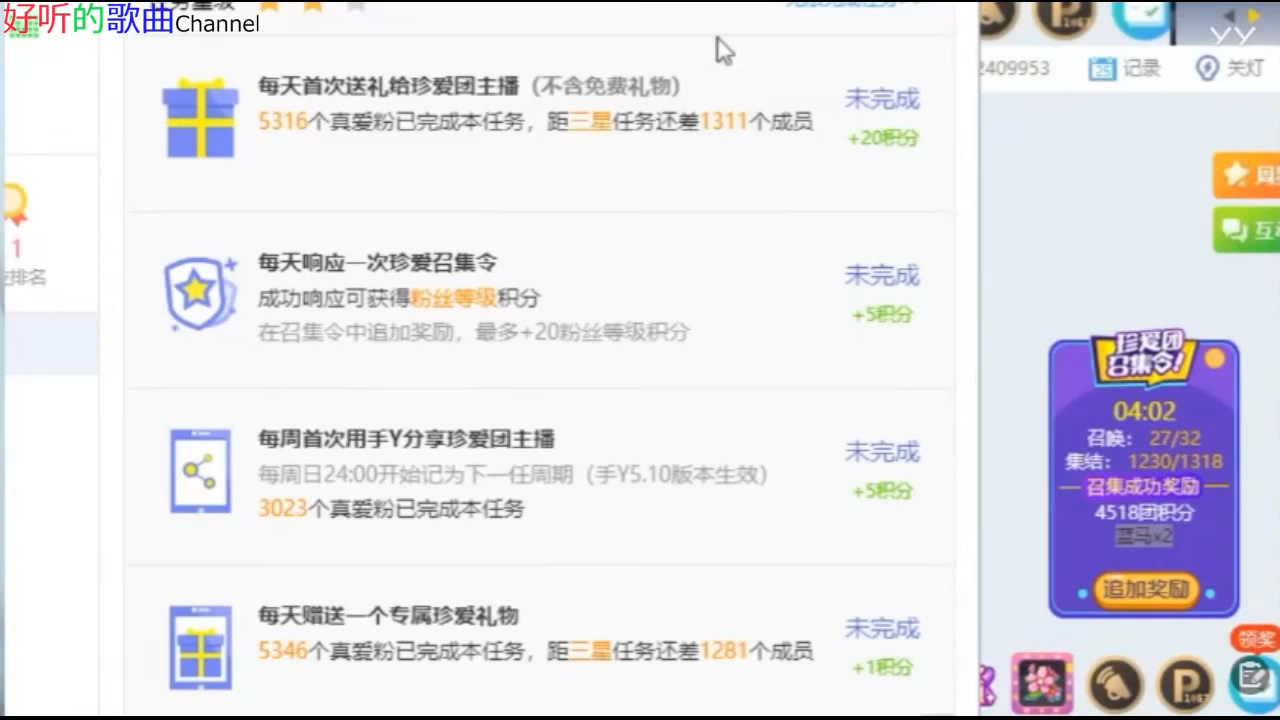 好听的歌曲Channel
YY
2409953
记录
关灯
每天首次送礼给珍爱团主播（不含免费礼物）
5316个真爱粉已完成本任务，距三星任务还差1311个成员
未完成
+20积分
1
每天响应一次珍爱召集令
成功响应可获得粉丝等级积分
在召集令中追加奖励，最多+20粉丝等级积分
未完成
+5积分
每周首次用手Y分享珍爱团主播
每周日24:00开始记为下一任周期（手Y5.10版本生效）
3023个真爱粉已完成本任务
未完成
+5积分
每天赠送一个专属珍爱礼物
5346个真爱粉已完成本任务，距三星任务还差1281个成员
未完成
+1积分
珍爱团
召集令!
04:02
召唤： 27/32
集结： 1230/1318
召集成功奖励
4518团积分
蓝马x2
追加奖励
领奖